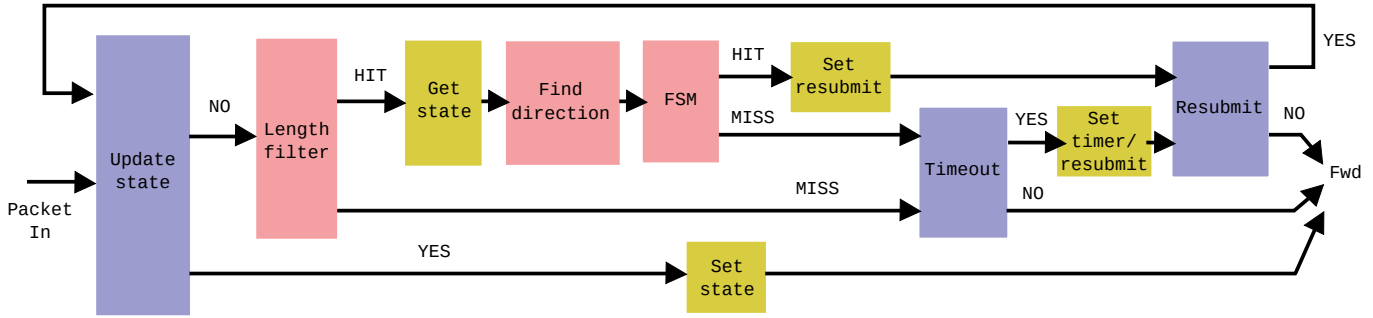 Packet
In
Update
state
NO
Length
filter
HIT
Get
state
Find
direction
FSM
HIT
Set
resubmit
MISS
MISS
Timeout
YES
Set
timer/
resubmit
NO
Resubmit
YES
NO
Fwd
YES
Set
state